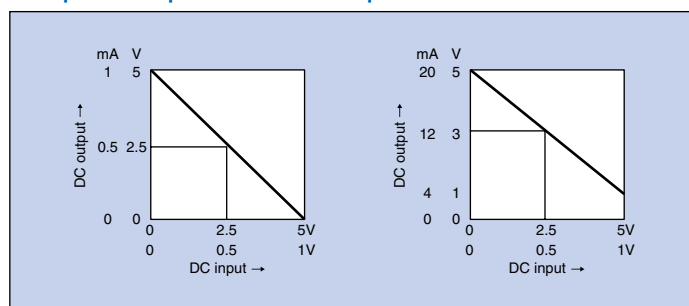 mA V
1 5
0.5 2.5
0 0
DC output →
0 2.5 5V
0 0.5 1V
DC input →
mA V
20 5
12 3
4 1
0 0
DC output →
0 2.5 5V
0 0.5 1V
DC input →